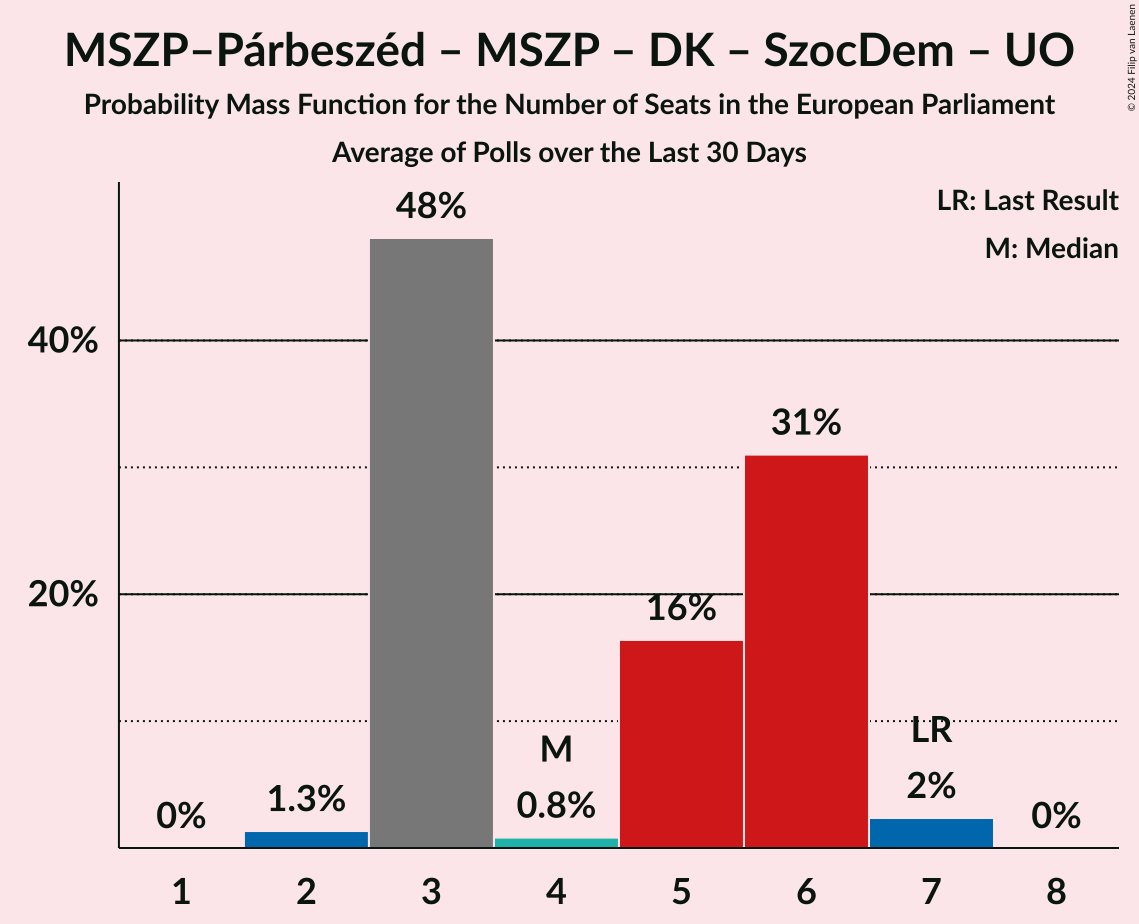 MSZP–Párbeszéd – MSZP – DK – SzocDem – UO
Probability Mass Function for the Number of Seats in the European Parliament
Average of Polls over the Last 30 Days
© 2024 Filip van Laenen
LR: Last Result
M: Median
40%
20%
0%
1.3%
48%
M
0.8%
16%
31%
LR
2%
0%
1 2 3 4 5 6 7 8